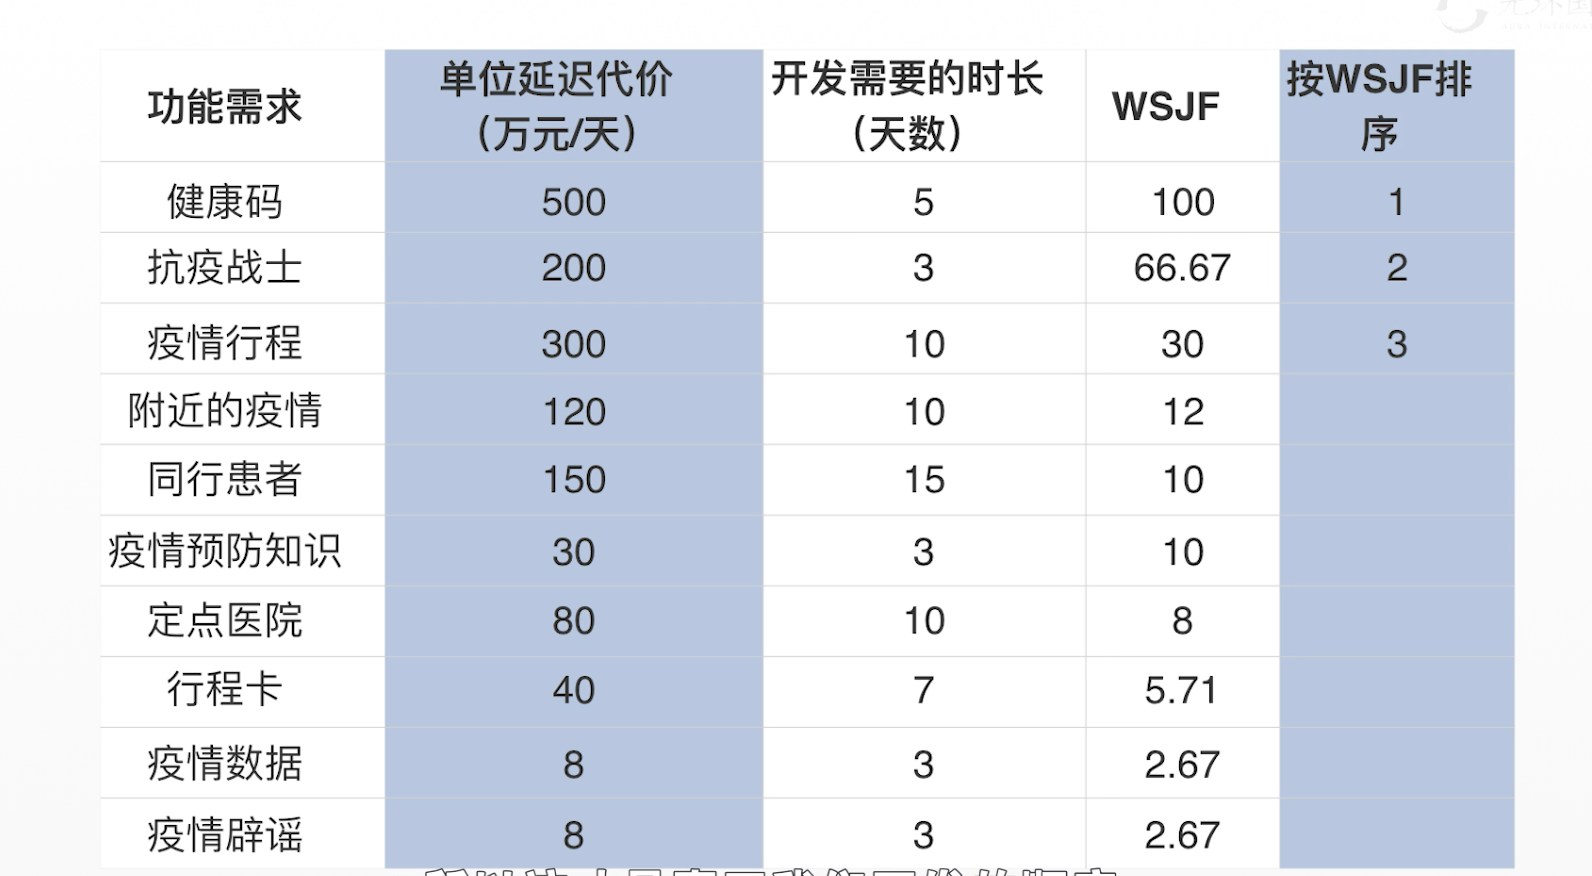 功能需求 单位延迟代价（万元/天） 开发需要的时长（天数） WSJF 按WSJF排序
健康码 500 5 100 1
抗疫战士 200 3 66.67 2
疫情行程 300 10 30 3
附近的疫情 120 10 12
同行患者 150 15 10
疫情预防知识 30 3 10
定点医院 80 10 8
行程卡 40 7 5.71
疫情数据 8 3 2.67
疫情辟谣 8 3 2.67